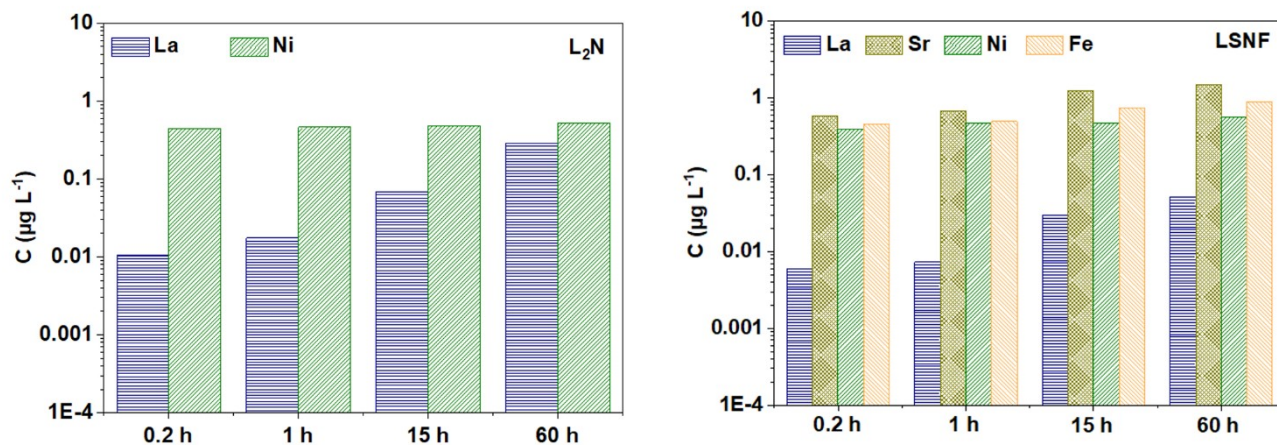 10
1
0.1
0.01
0.001
1E-4
C (µg L⁻¹)
La Ni L₂N
0.2 h 1 h 15 h 60 h
10
1
0.1
0.01
0.001
1E-4
C (µg L⁻¹)
La Sr Ni Fe LSNF
0.2 h 1 h 15 h 60 h